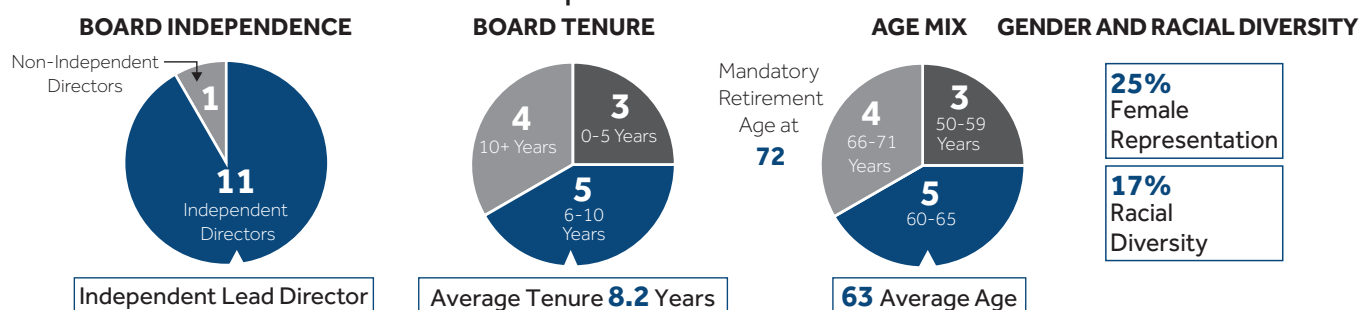 BOARD INDEPENDENCE
Non-Independent
Directors
1
11
Independent
Directors
Independent Lead Director
BOARD TENURE
4
10+ Years
3
0-5 Years
5
6-10
Years
Average Tenure 8.2 Years
AGE MIX
Mandatory
Retirement
Age at
72
4
66-71
Years
3
50-59
Years
5
60-65
63 Average Age
GENDER AND RACIAL DIVERSITY
25%
Female
Representation
17%
Racial
Diversity